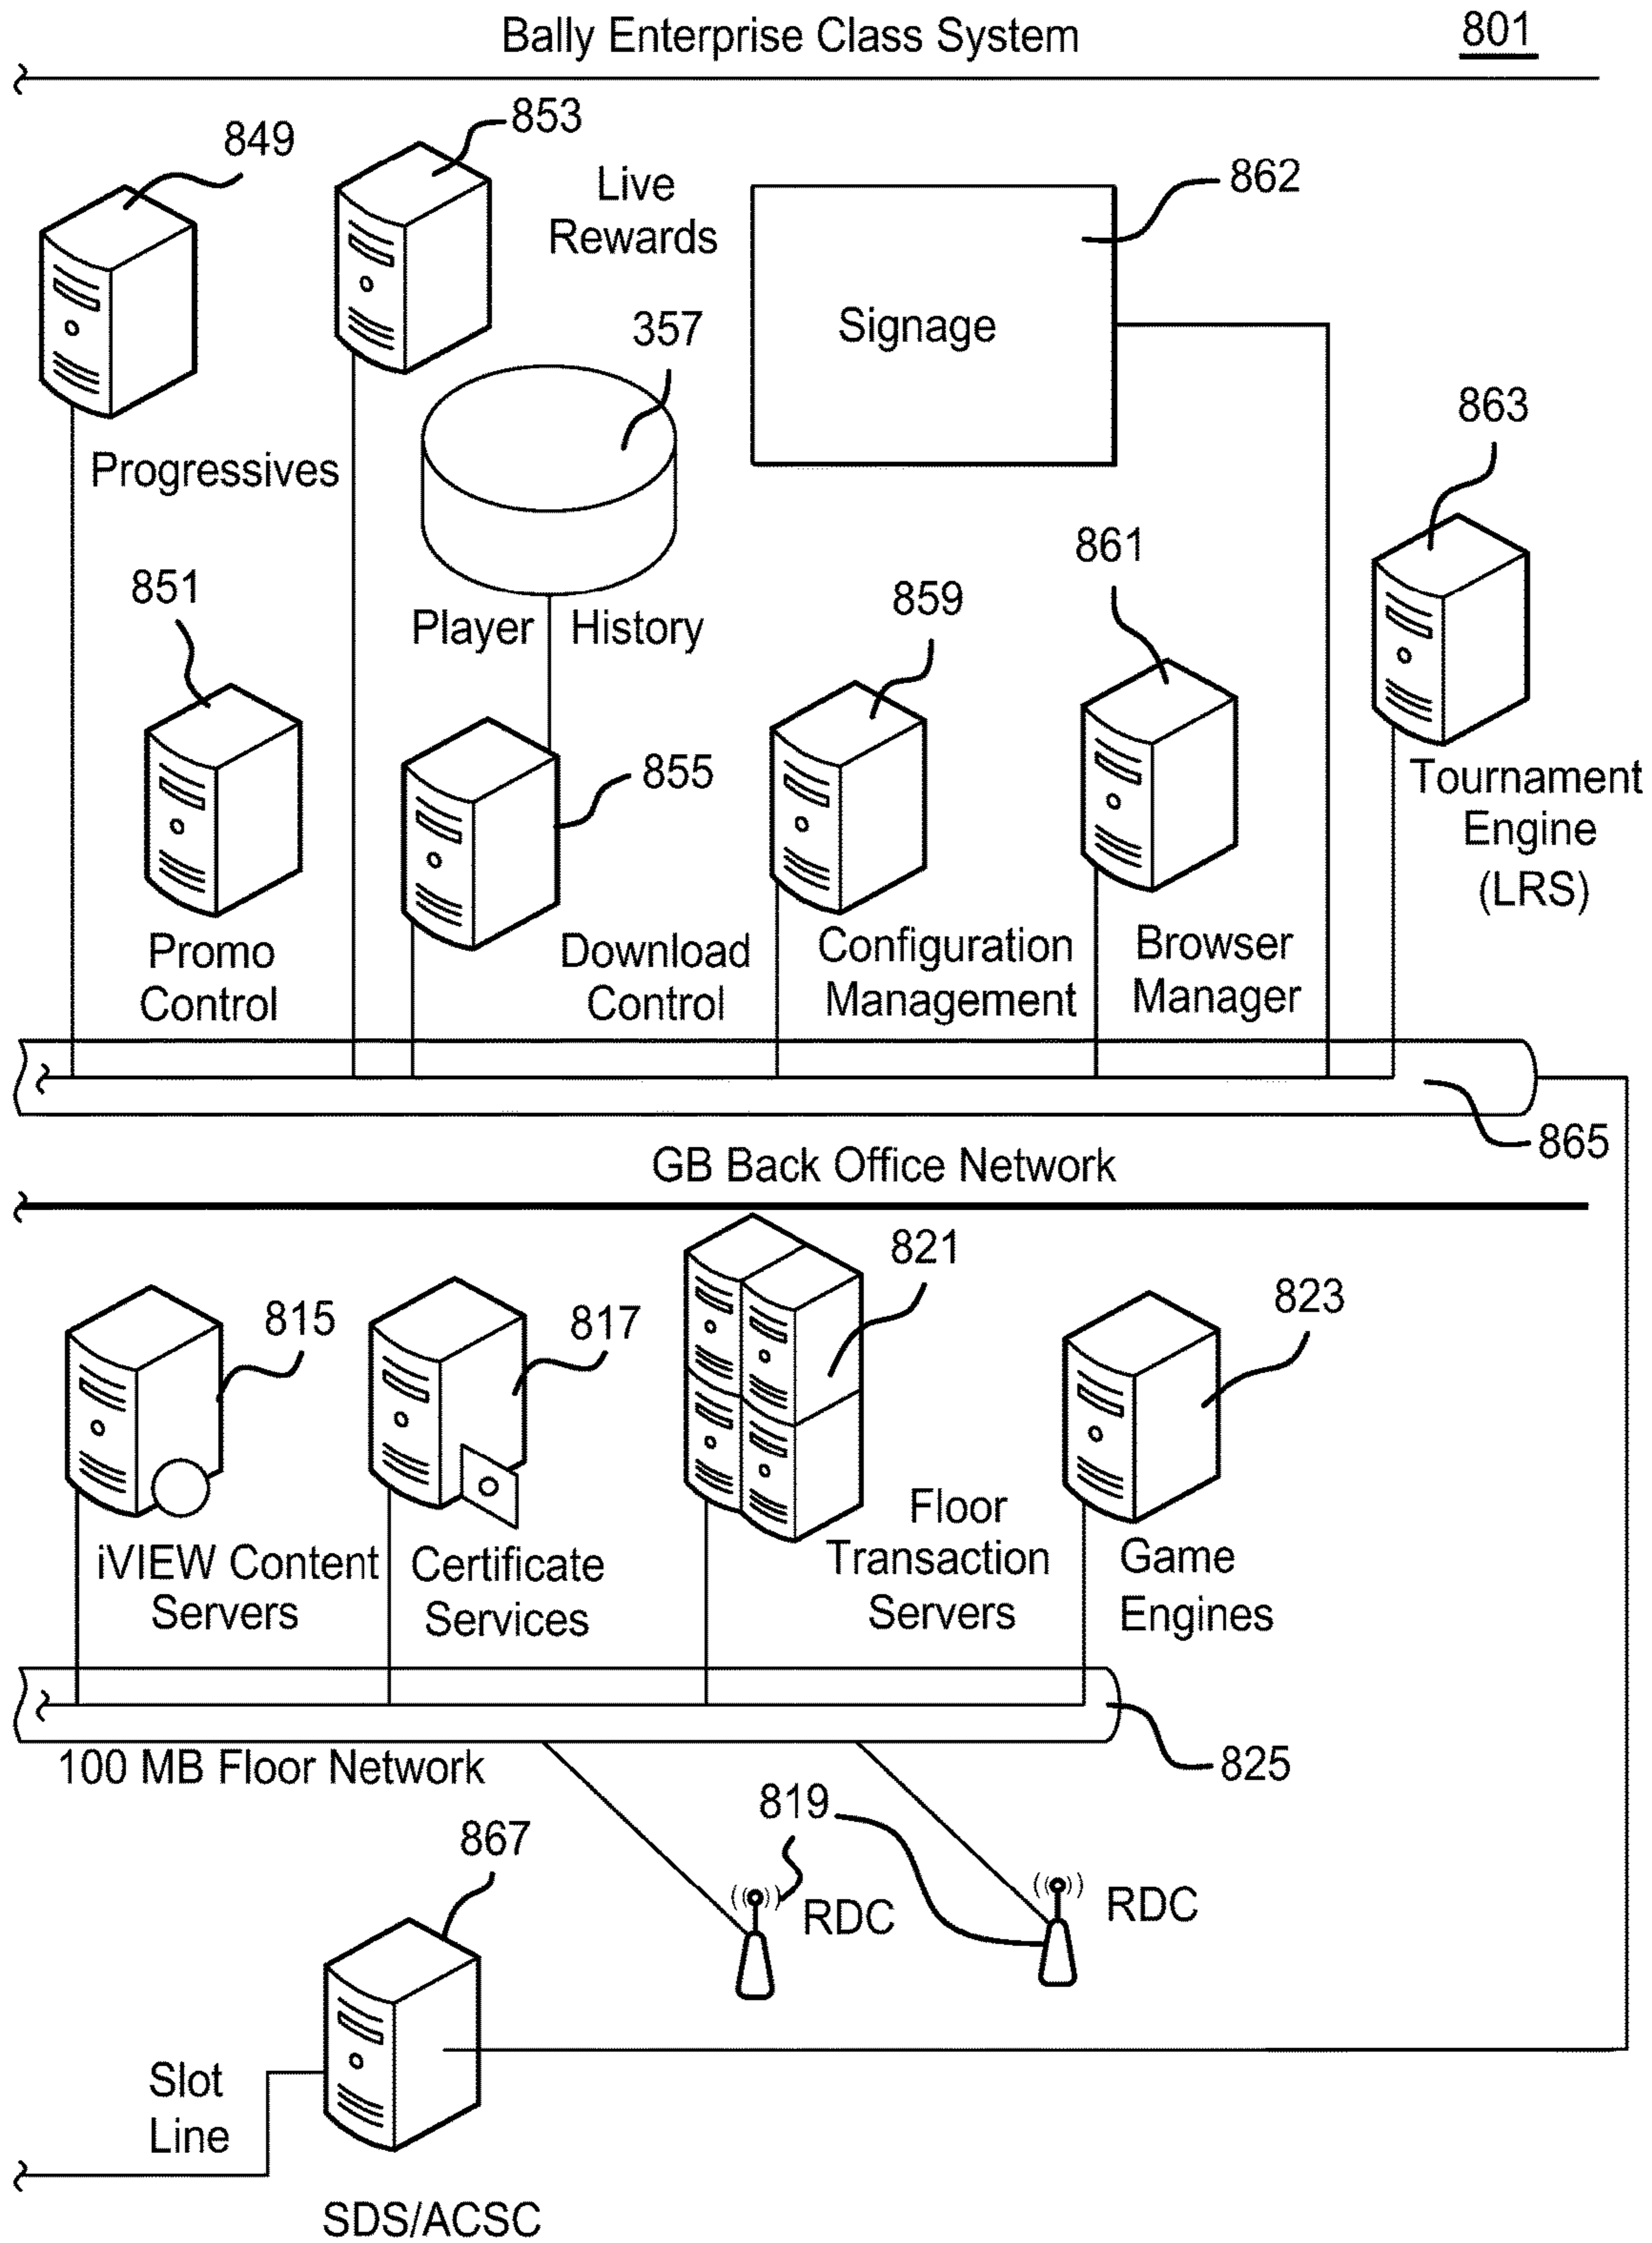 Bally Enterprise Class System
801
849
853
Live
Rewards
862
Signage
357
Progressives
863
851
Player History
859
861
855
Tournament
Engine
(LRS)
Promo
Control
Download
Control
Configuration
Management
Browser
Manager
865
GB Back Office Network
815
817
821
823
iVIEW Content
Servers
Certificate
Services
Floor
Transaction
Servers
Game
Engines
825
100 MB Floor Network
819
867
RDC
RDC
Slot
Line
SDS/ACSC